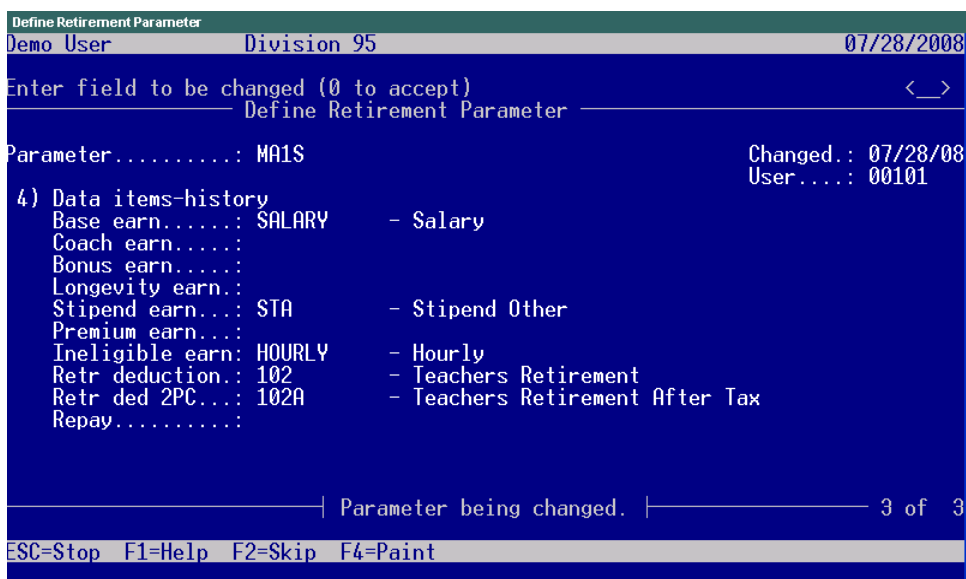 Define Retirement Parameter
Demo User Division 95 07/28/2008
Enter field to be changed (0 to accept) <__>
Define Retirement Parameter
Parameter..........: MA1S Changed.: 07/28/08
User....: 00101
4) Data items-history
Base earn......: SALARY - Salary
Coach earn.....:
Bonus earn.....:
Longevity earn.:
Stipend earn...: STA - Stipend Other
Premium earn...:
Ineligible earn: HOURLY - Hourly
Retr deduction.: 102 - Teachers Retirement
Retr ded 2PC...: 102A - Teachers Retirement After Tax
Repay..........:
Parameter being changed. 3 of 3
ESC=Stop F1=Help F2=Skip F4=Paint